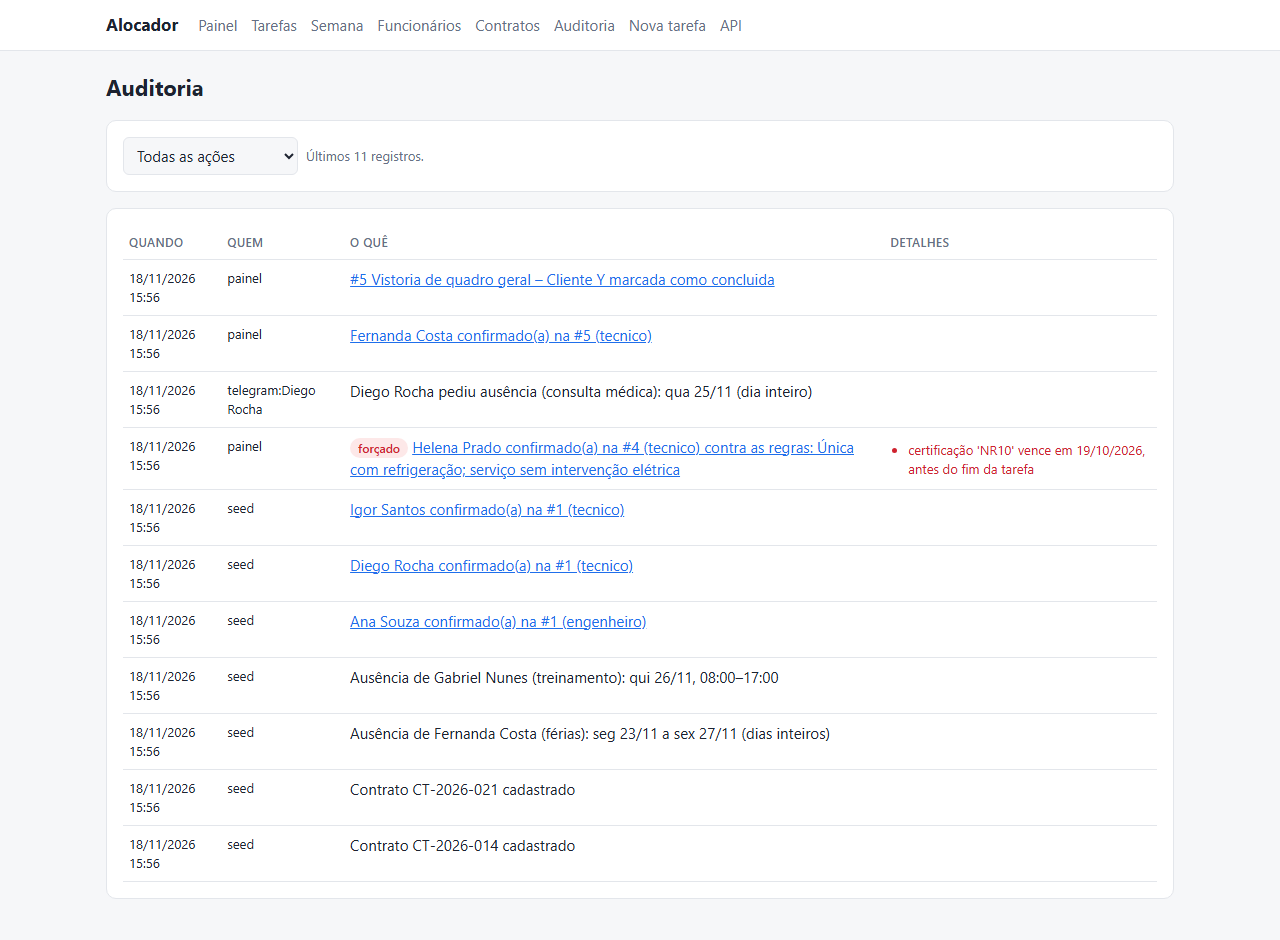 Alocador Painel Tarefas Semana Funcionários Contratos Auditoria Nova tarefa API
Auditoria
Todas as ações Últimos 11 registros.
QUANDO QUEM O QUÊ DETALHES
18/11/2026 painel #5 Vistoria de quadro geral – Cliente Y marcada como concluida
15:56
18/11/2026 painel Fernanda Costa confirmado(a) na #5 (tecnico)
15:56
18/11/2026 telegram:Diego Diego Rocha pediu ausência (consulta médica): qua 25/11 (dia inteiro)
15:56 Rocha
18/11/2026 painel forçado Helena Prado confirmado(a) na #4 (tecnico) contra as regras: Única • certificação 'NR10' vence em 19/10/2026,
15:56 com refrigeração; serviço sem intervenção elétrica antes do fim da tarefa
18/11/2026 seed Igor Santos confirmado(a) na #1 (tecnico)
15:56
18/11/2026 seed Diego Rocha confirmado(a) na #1 (tecnico)
15:56
18/11/2026 seed Ana Souza confirmado(a) na #1 (engenheiro)
15:56
18/11/2026 seed Ausência de Gabriel Nunes (treinamento): qui 26/11, 08:00–17:00
15:56
18/11/2026 seed Ausência de Fernanda Costa (férias): seg 23/11 a sex 27/11 (dias inteiros)
15:56
18/11/2026 seed Contrato CT-2026-021 cadastrado
15:56
18/11/2026 seed Contrato CT-2026-014 cadastrado
15:56